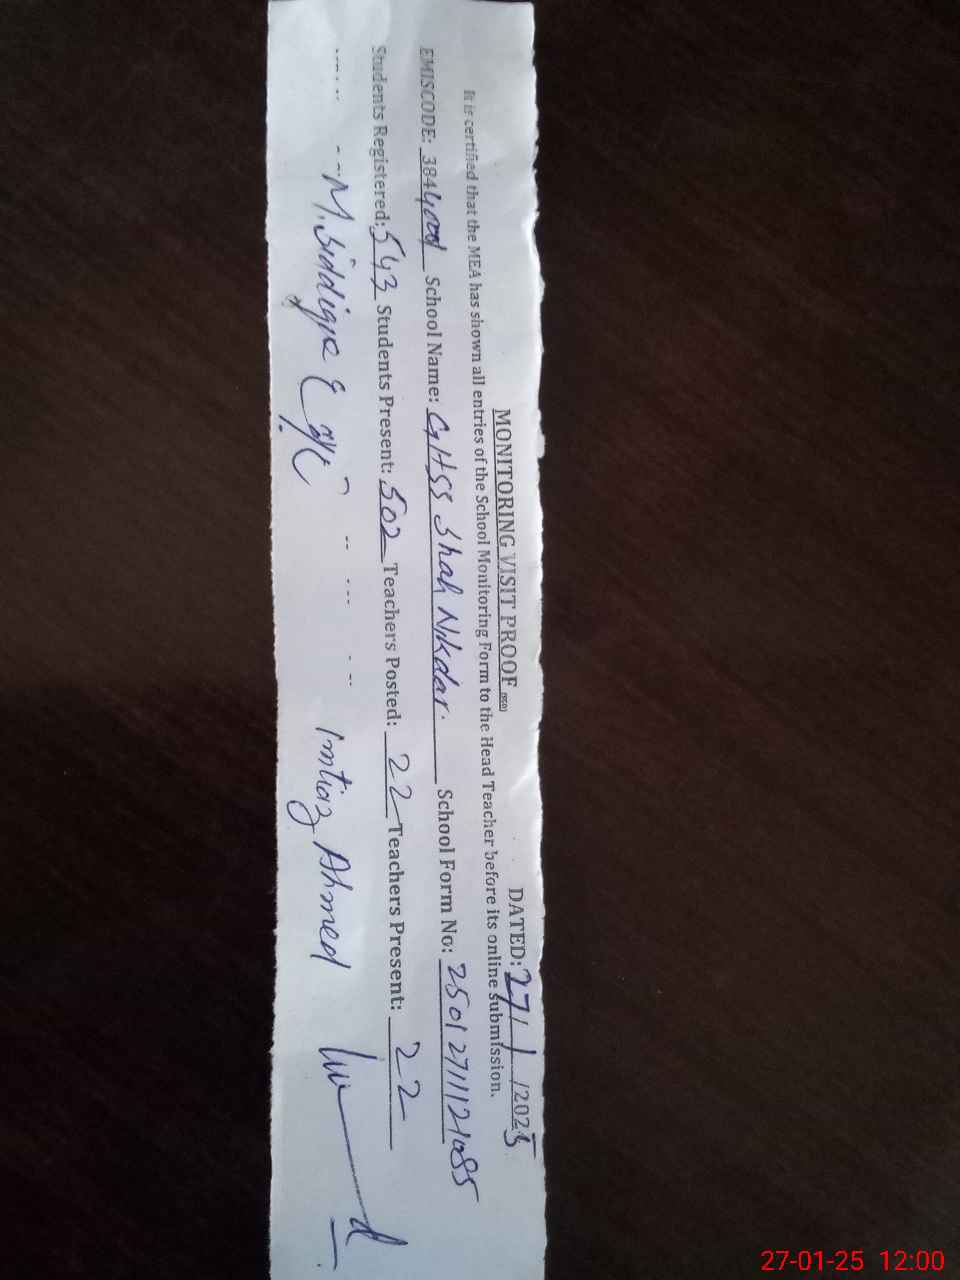 MONITORING VISIT PROOF
DATED: 27/1/2025
It is certified that the MEA has shown all entries of the School Monitoring Form to the Head Teacher before its online submission.
EMISCODE: 3844001 School Name: GHSS Shah Nikdar. School Form No: 25012711121085
Students Registered: 543 Students Present: 502 Teachers Posted: 22 Teachers Present: 22
M. Siddique Imtiaz Ahmed
27-01-25 12:00